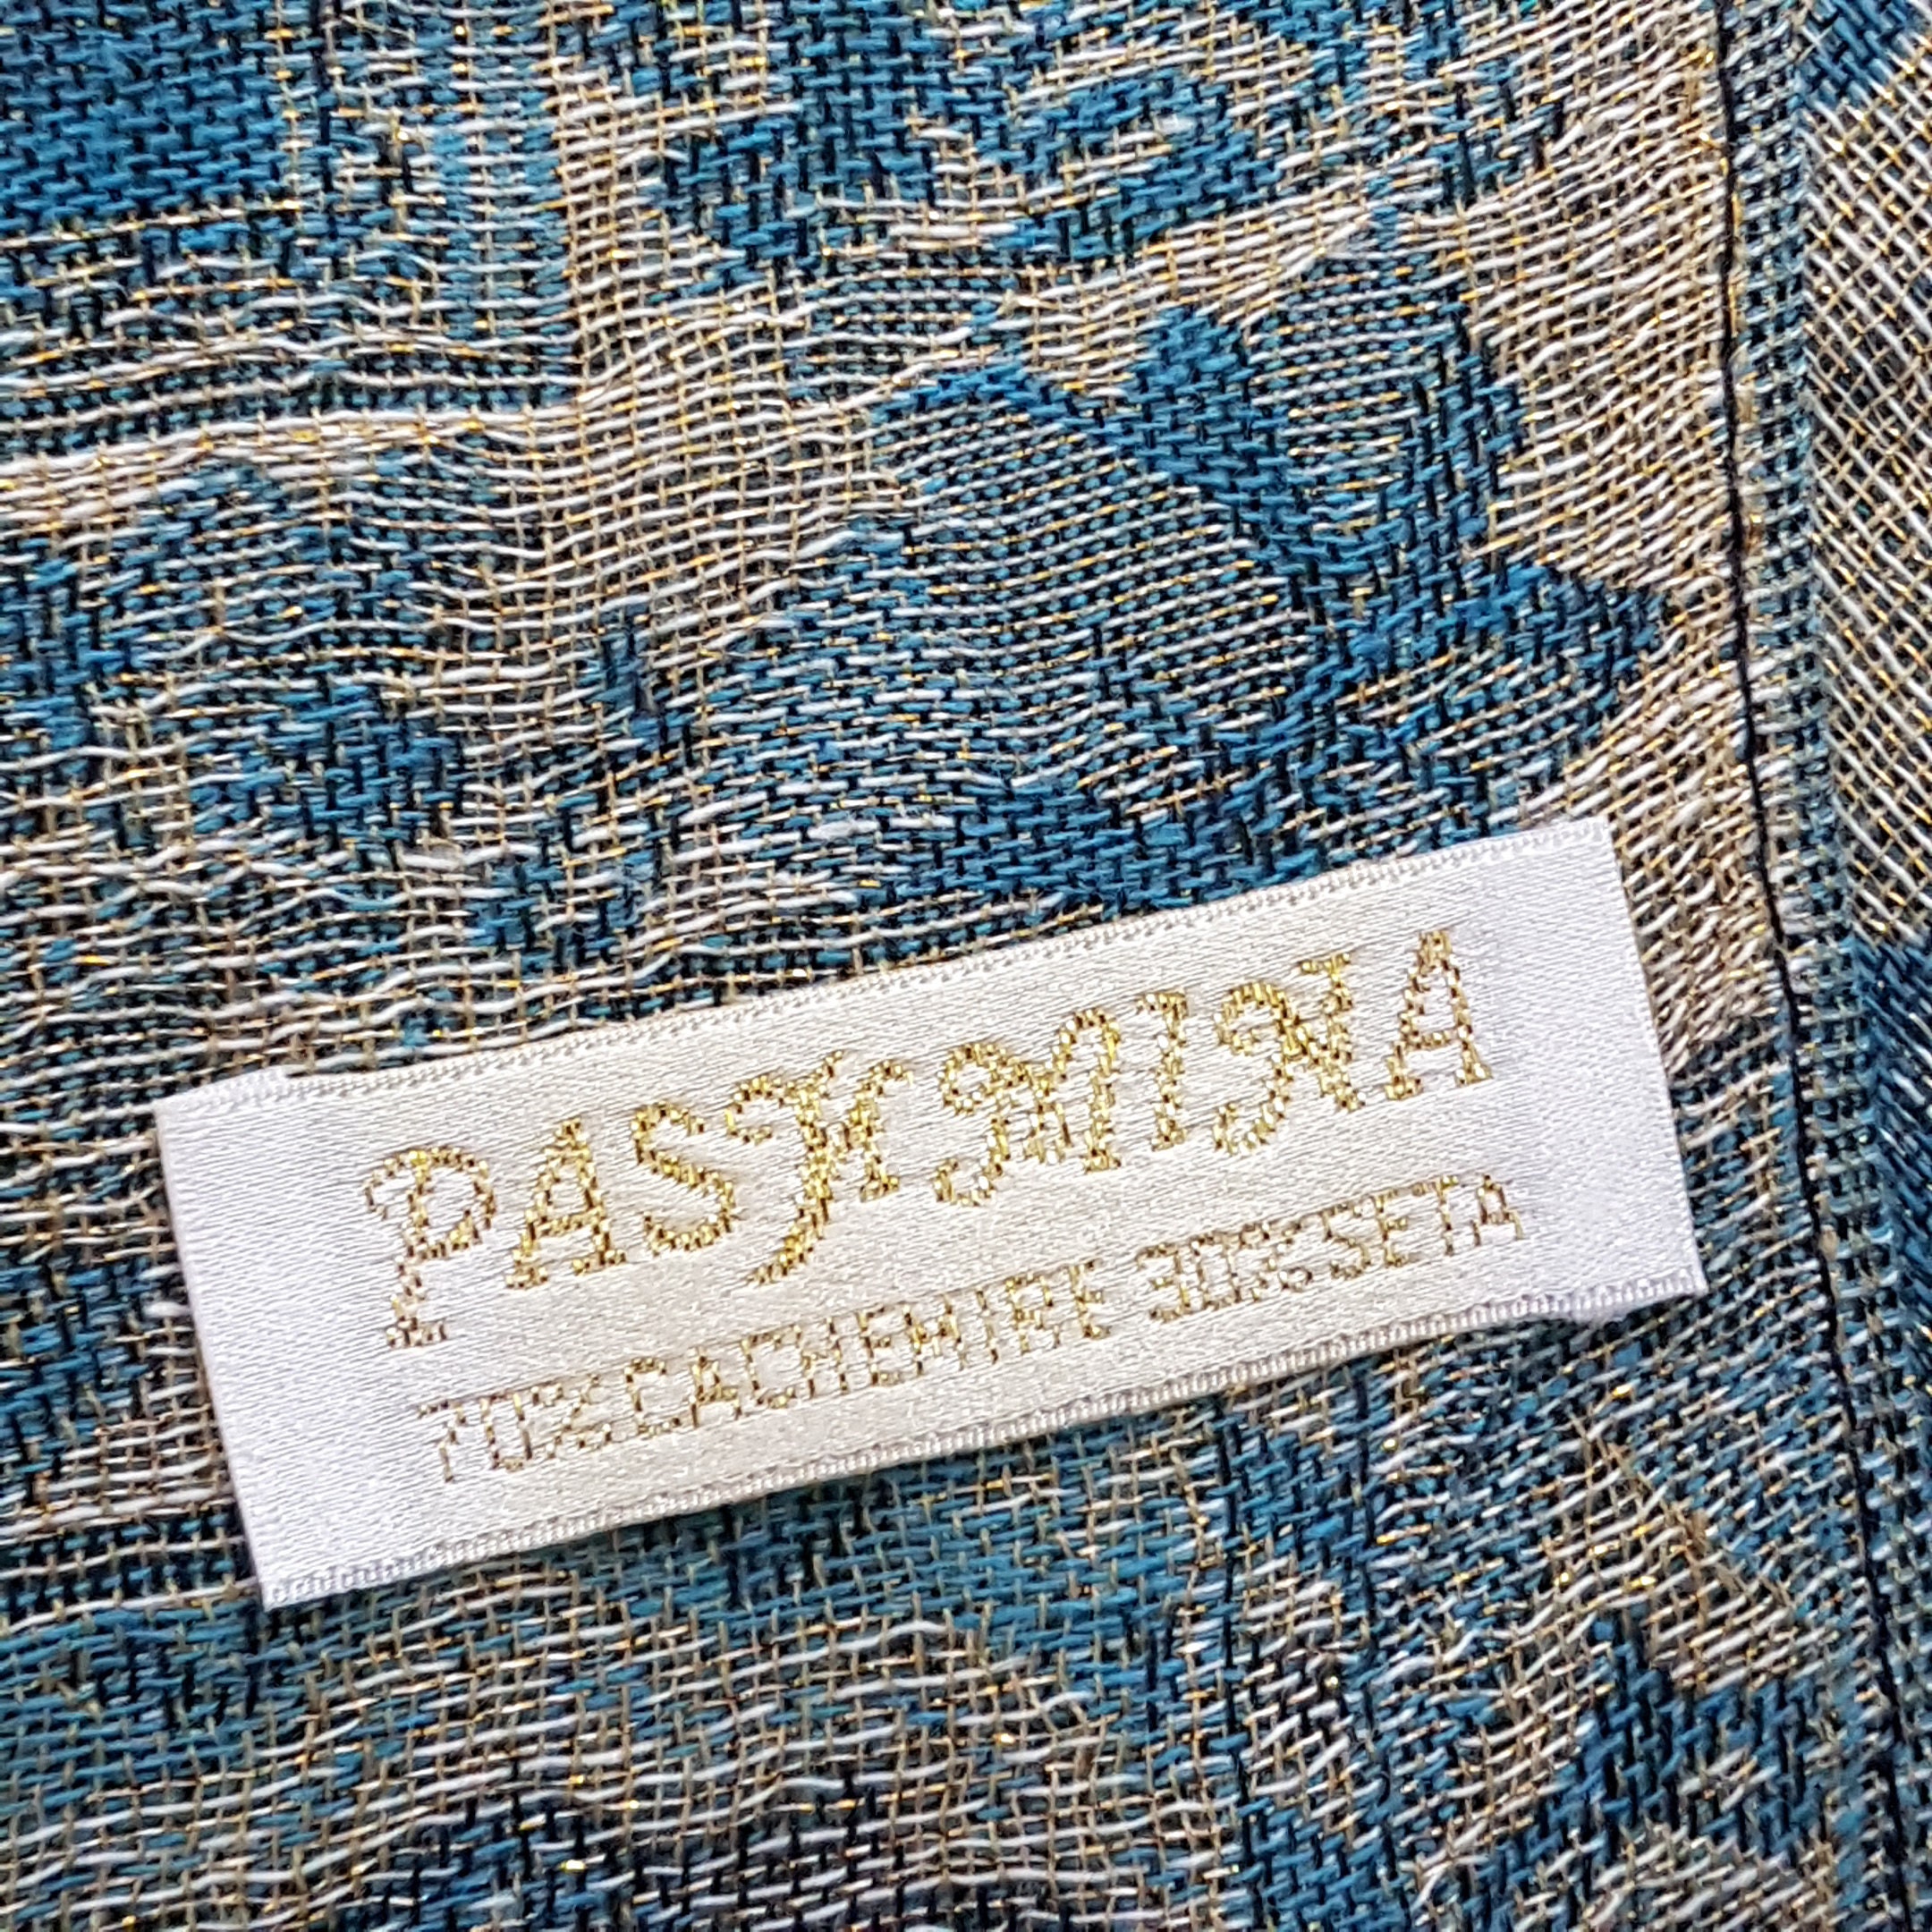 PASHMINA
70% CACHEMIRE 30% SETA